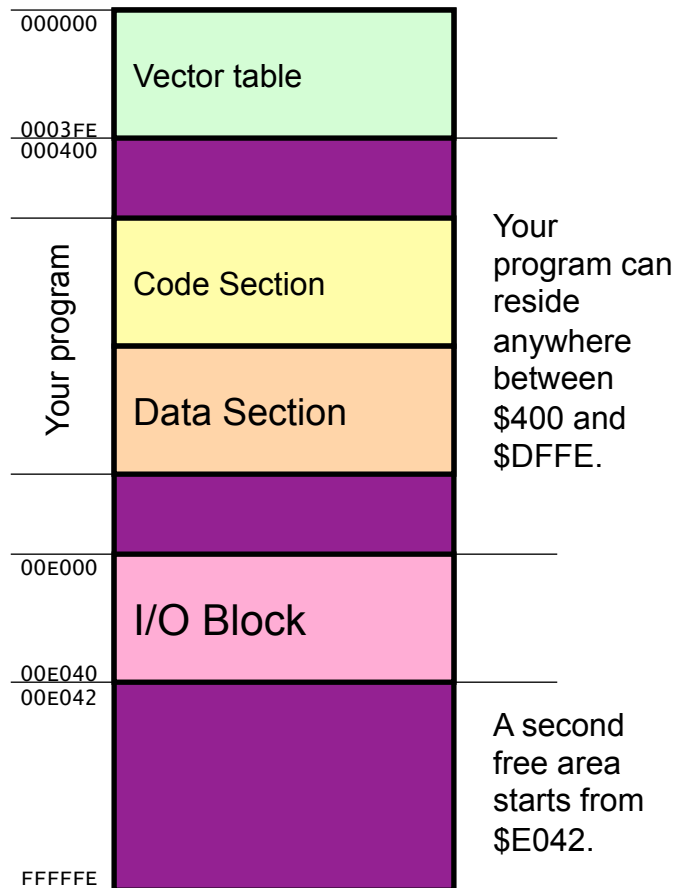 000000
Vector table
0003FE
000400
Your program
Code Section
Data Section
Your
program can
reside
anywhere
between
$400 and
$DFFE.
00E000
I/O Block
00E040
00E042
A second
free area
starts from
$E042.
FFFFFE